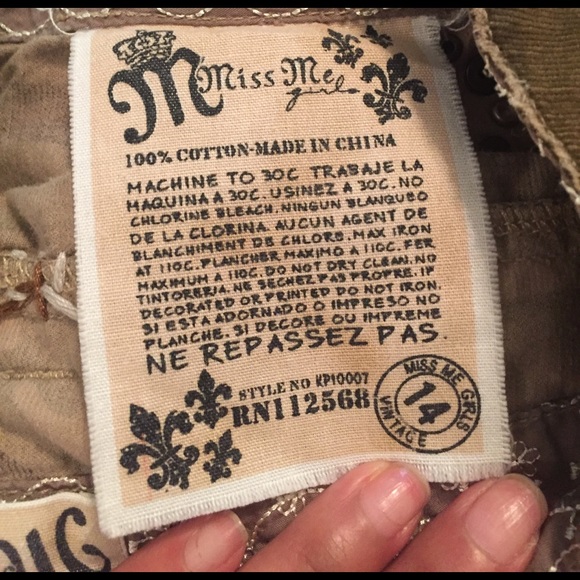 M Miss Me
girl
100% COTTON-MADE IN CHINA
MACHINE TO 30C TRABAJE LA
MAQUINA A 30C. USINEZ A 30C. NO
CHLORINE BLEACH. NINGUN BLANQUEO
DE LA CLORINA. AUCUN AGENT DE
BLANCHIMENT DE CHLORE. MAX IRON
AT 110C. PLANCHER MAXIMO A 110C. FER
MAXIMUM A 110C. DO NOT DRY CLEAN. NO
TINTORERIA. NE SECHEZ PAS PROPRE. IF
DECORATED OR PRINTED DO NOT IRON.
SI ESTA ADORNADO O IMPRESO NO
PLANCHE. SI DECORE OU IMPREME
NE REPASSEZ PAS.
STYLE NO KP10007
RN112568
MISS ME GIRLS
14
VINTAGE